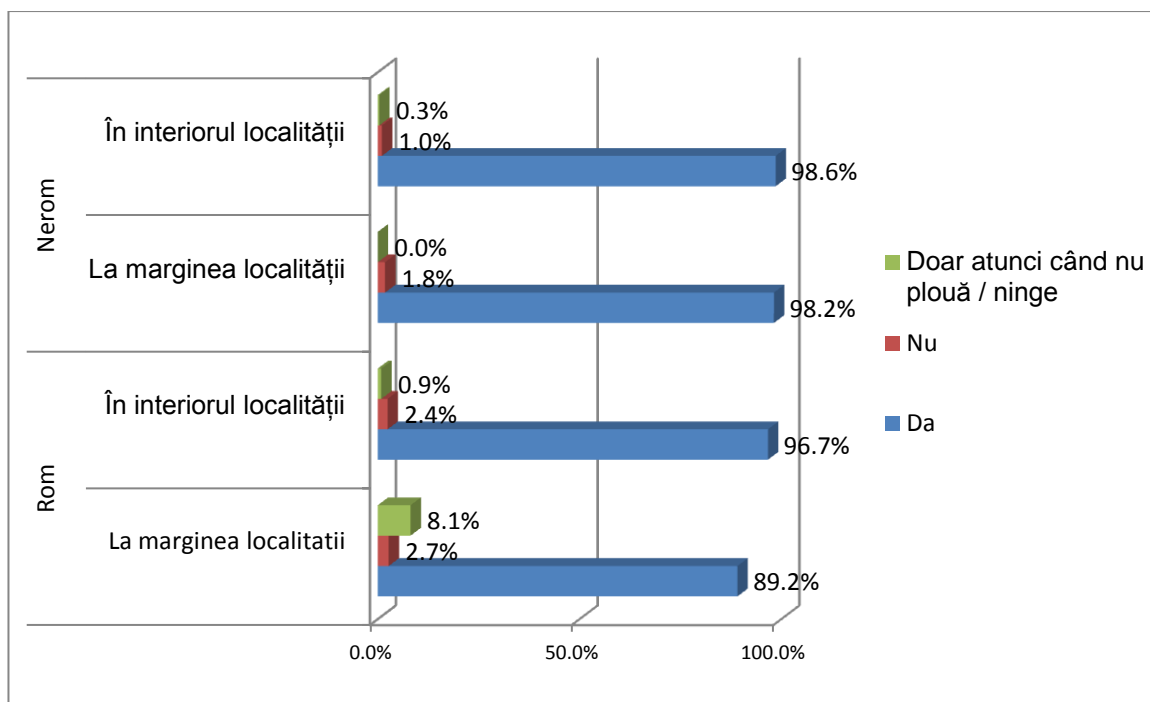 Nerom
În interiorul localității
0.3%
1.0%
98.6%
La marginea localității
0.0%
1.8%
98.2%
Rom
În interiorul localității
0.9%
2.4%
96.7%
La marginea localitatii
8.1%
2.7%
89.2%
0.0%
50.0%
100.0%
Doar atunci când nu
plouă / ninge
Nu
Da